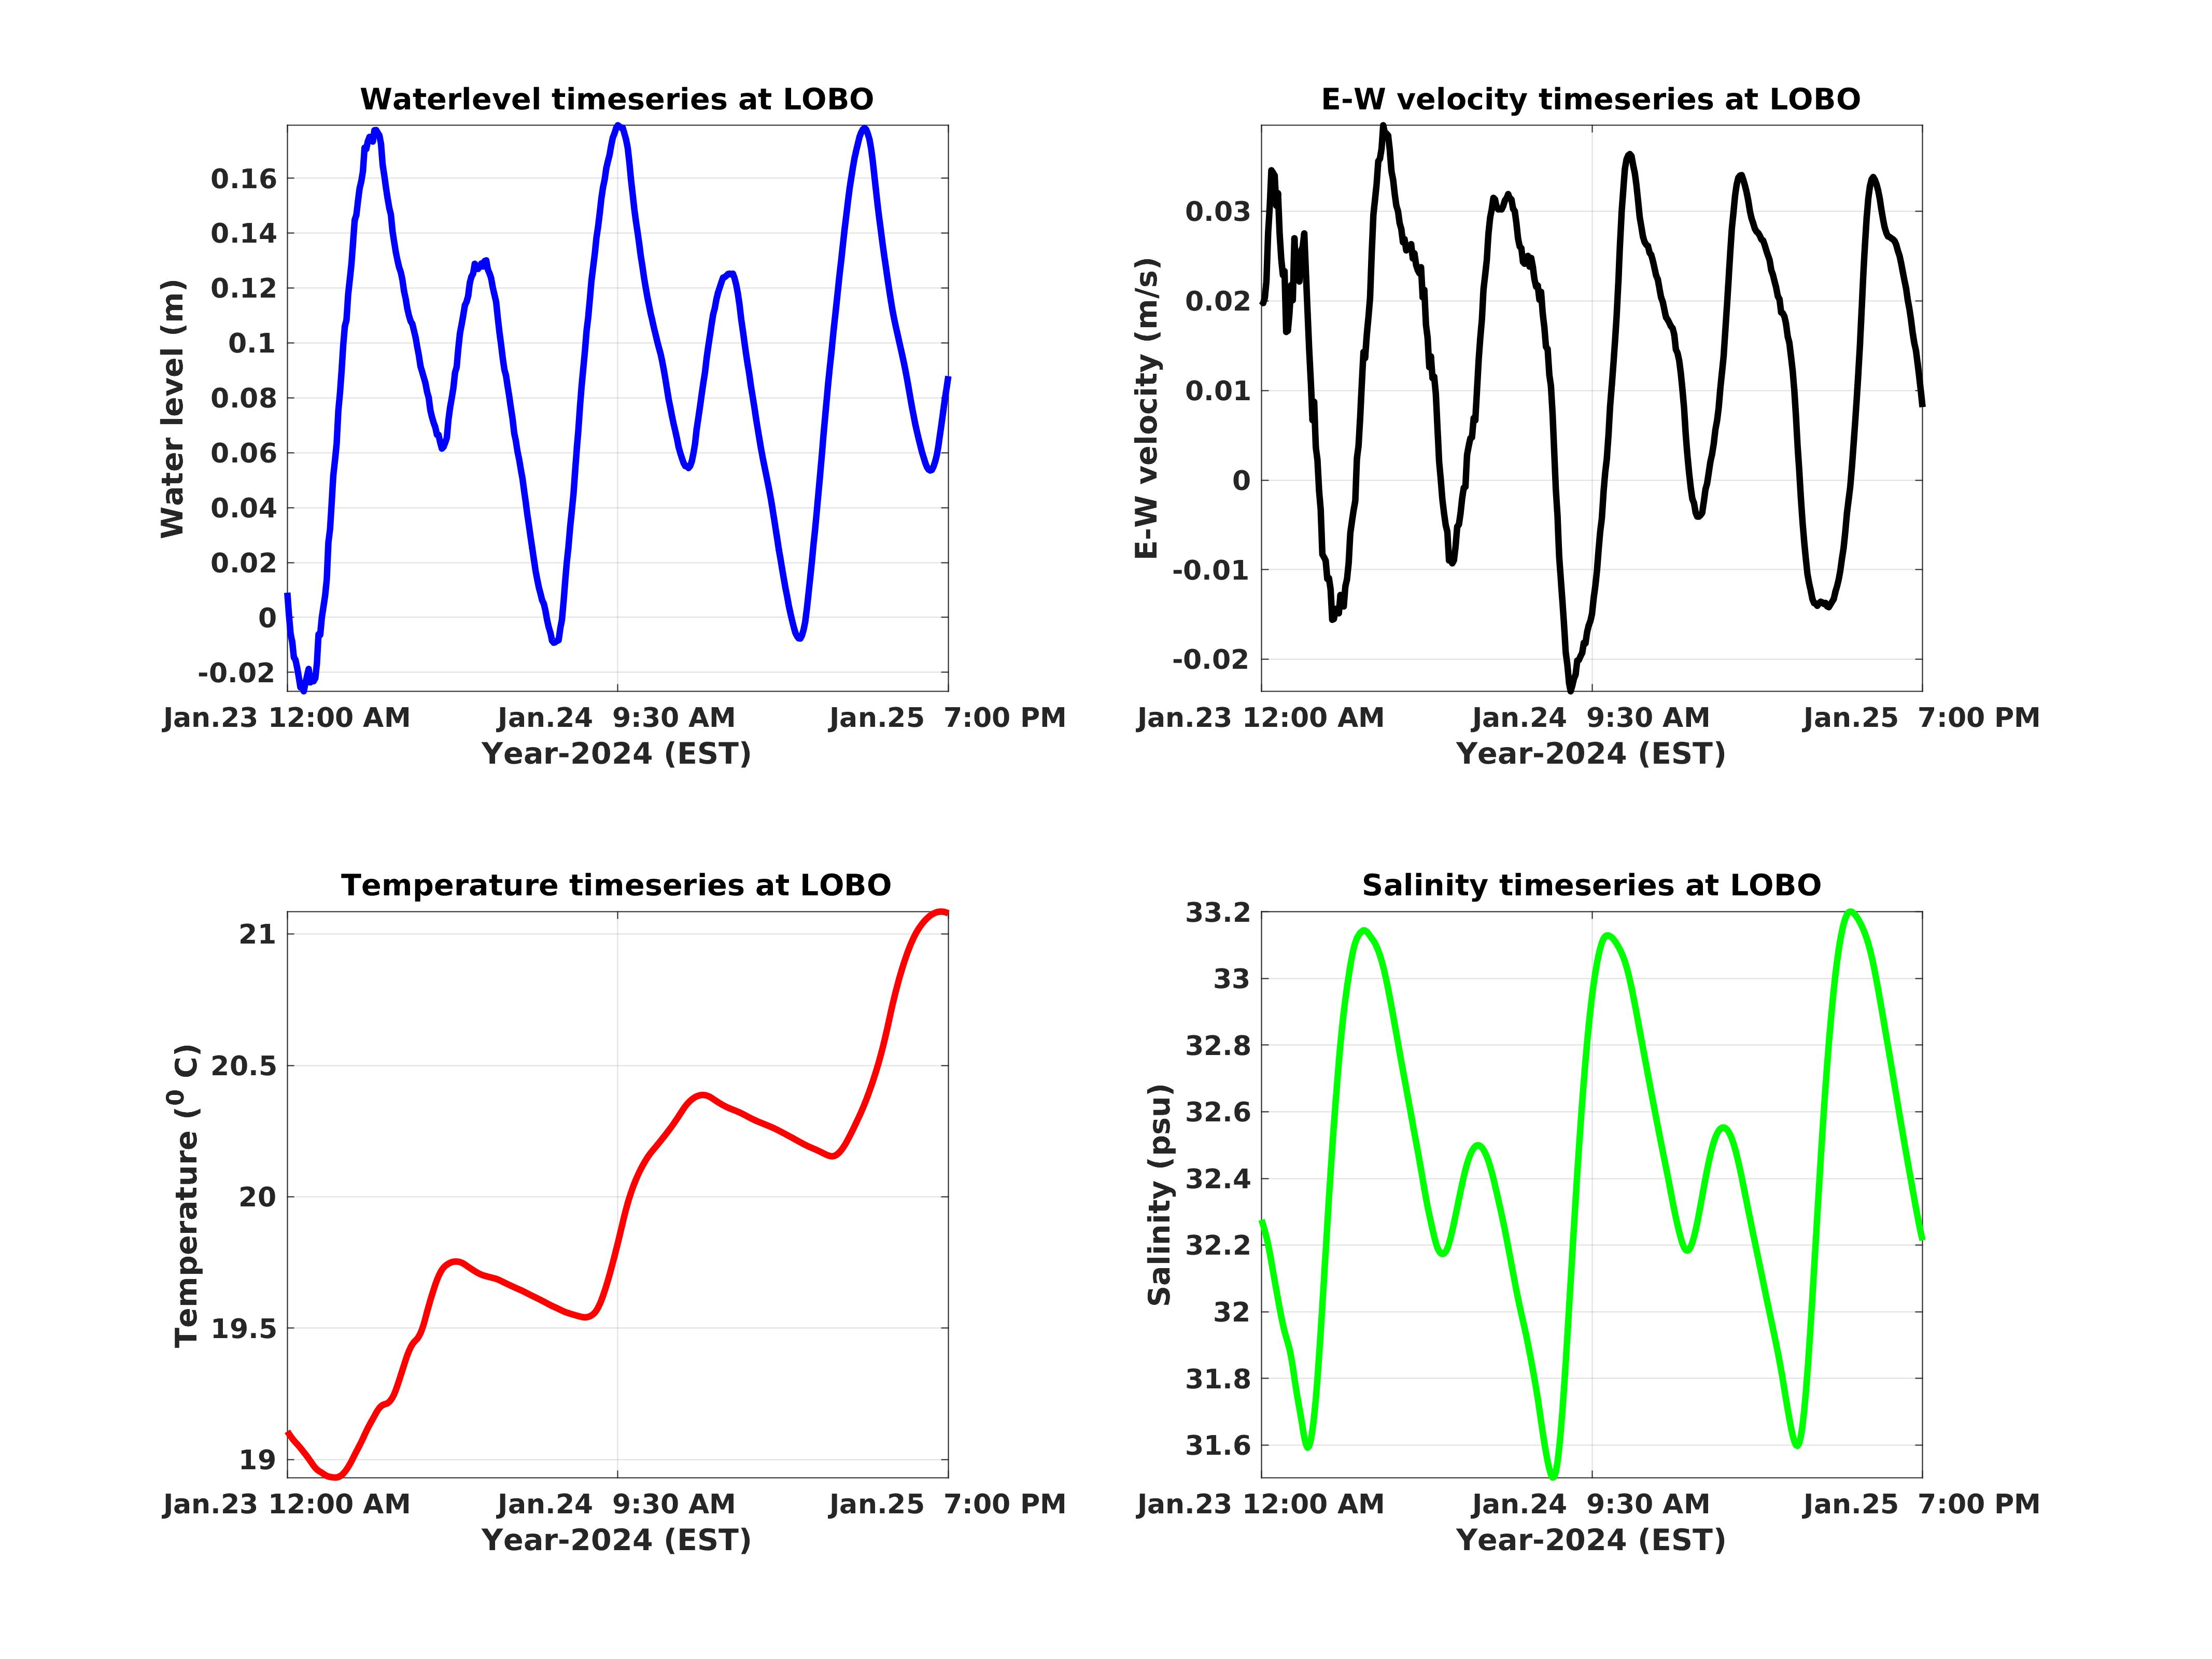 Waterlevel timeseries at LOBO
Water level (m)
0.16
0.14
0.12
0.1
0.08
0.06
0.04
0.02
0
-0.02
Jan.23 12:00 AM
Jan.24 9:30 AM
Jan.25 7:00 PM
Year-2024 (EST)
E-W velocity timeseries at LOBO
E-W velocity (m/s)
0.03
0.02
0.01
0
-0.01
-0.02
Jan.23 12:00 AM
Jan.24 9:30 AM
Jan.25 7:00 PM
Year-2024 (EST)
Temperature timeseries at LOBO
Temperature (⁰ C)
21
20.5
20
19.5
19
Jan.23 12:00 AM
Jan.24 9:30 AM
Jan.25 7:00 PM
Year-2024 (EST)
Salinity timeseries at LOBO
Salinity (psu)
33.2
33
32.8
32.6
32.4
32.2
32
31.8
31.6
Jan.23 12:00 AM
Jan.24 9:30 AM
Jan.25 7:00 PM
Year-2024 (EST)